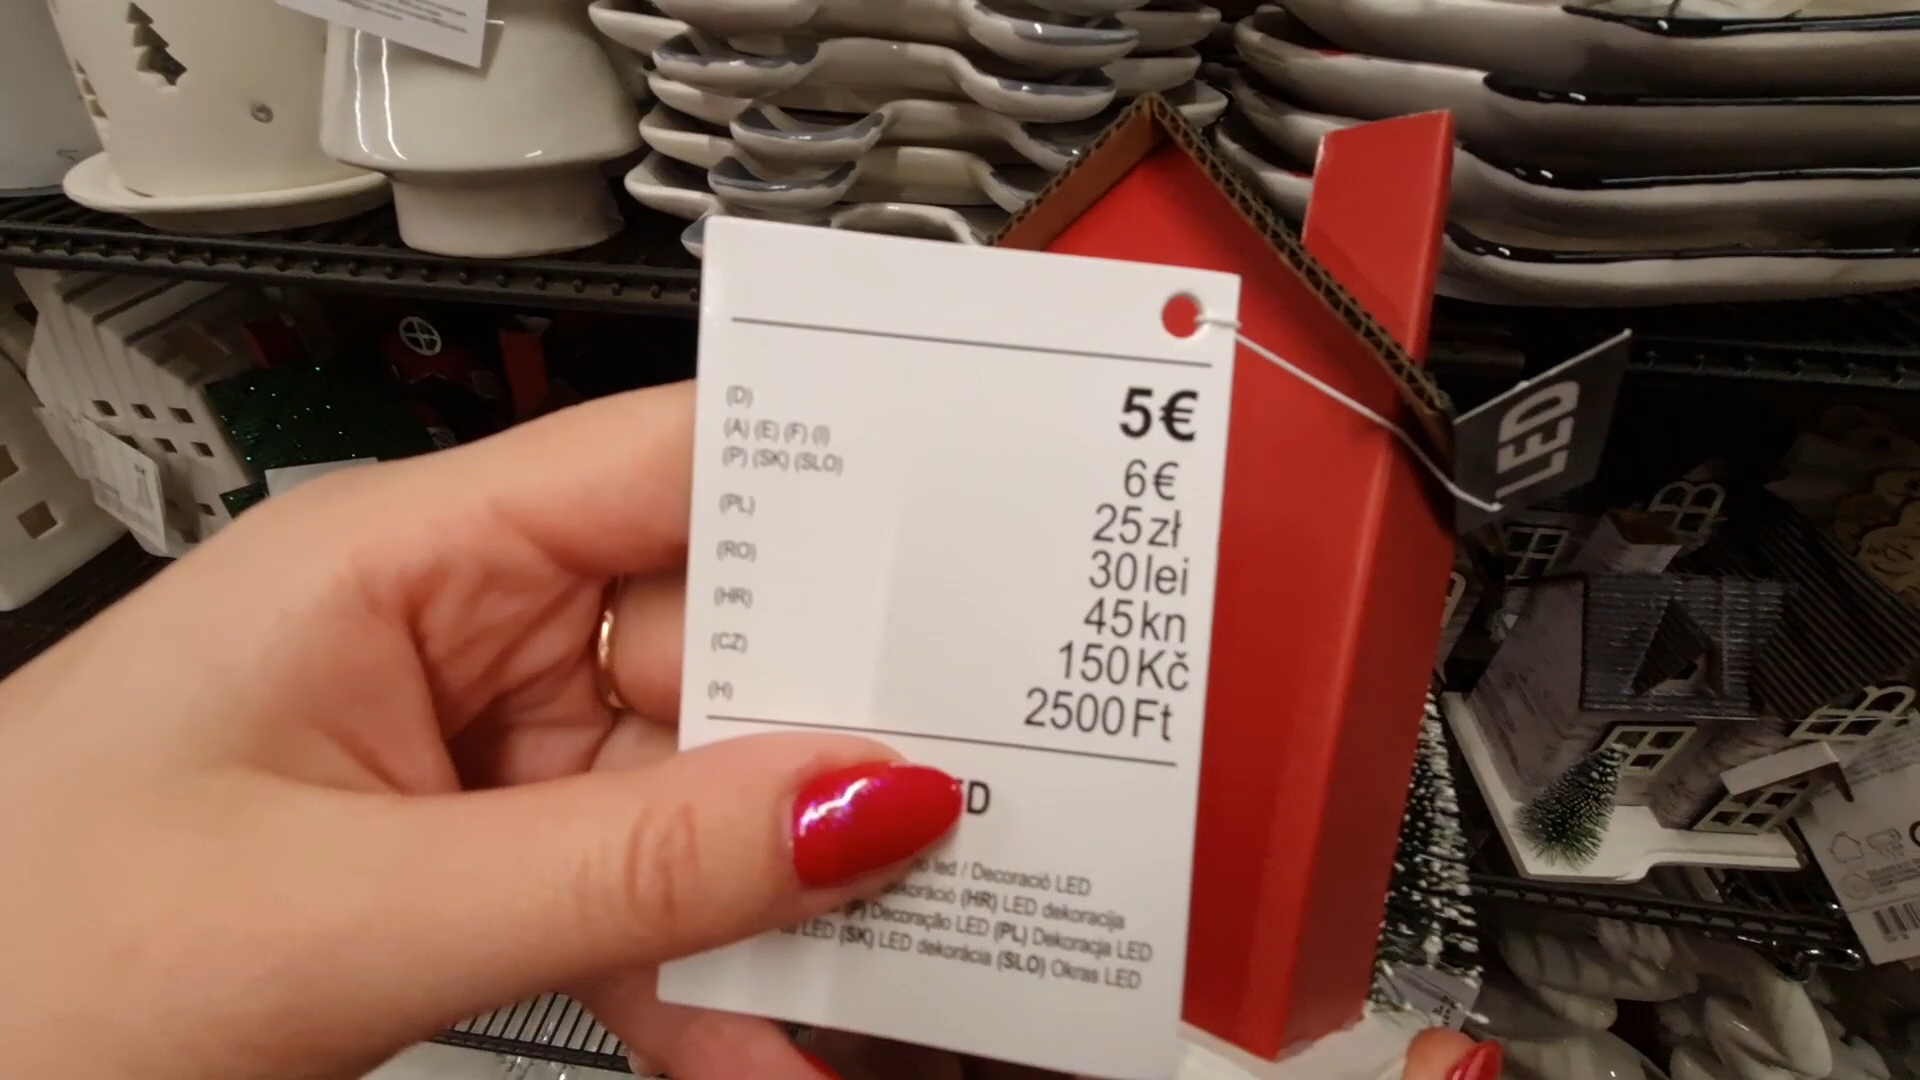 (D) 5€
(A) (E) (F) (I)
(P) (SK) (SLO) 6€
(PL) 25zł
(RO) 30lei
(HR) 45kn
(CZ) 150Kč
(H) 2500Ft
led / Decoració LED
(HR) LED dekoracija
(P) Decoração LED (PL) Dekoracja LED
LED (SK) LED dekorácia (SLO) Okras LED
LED